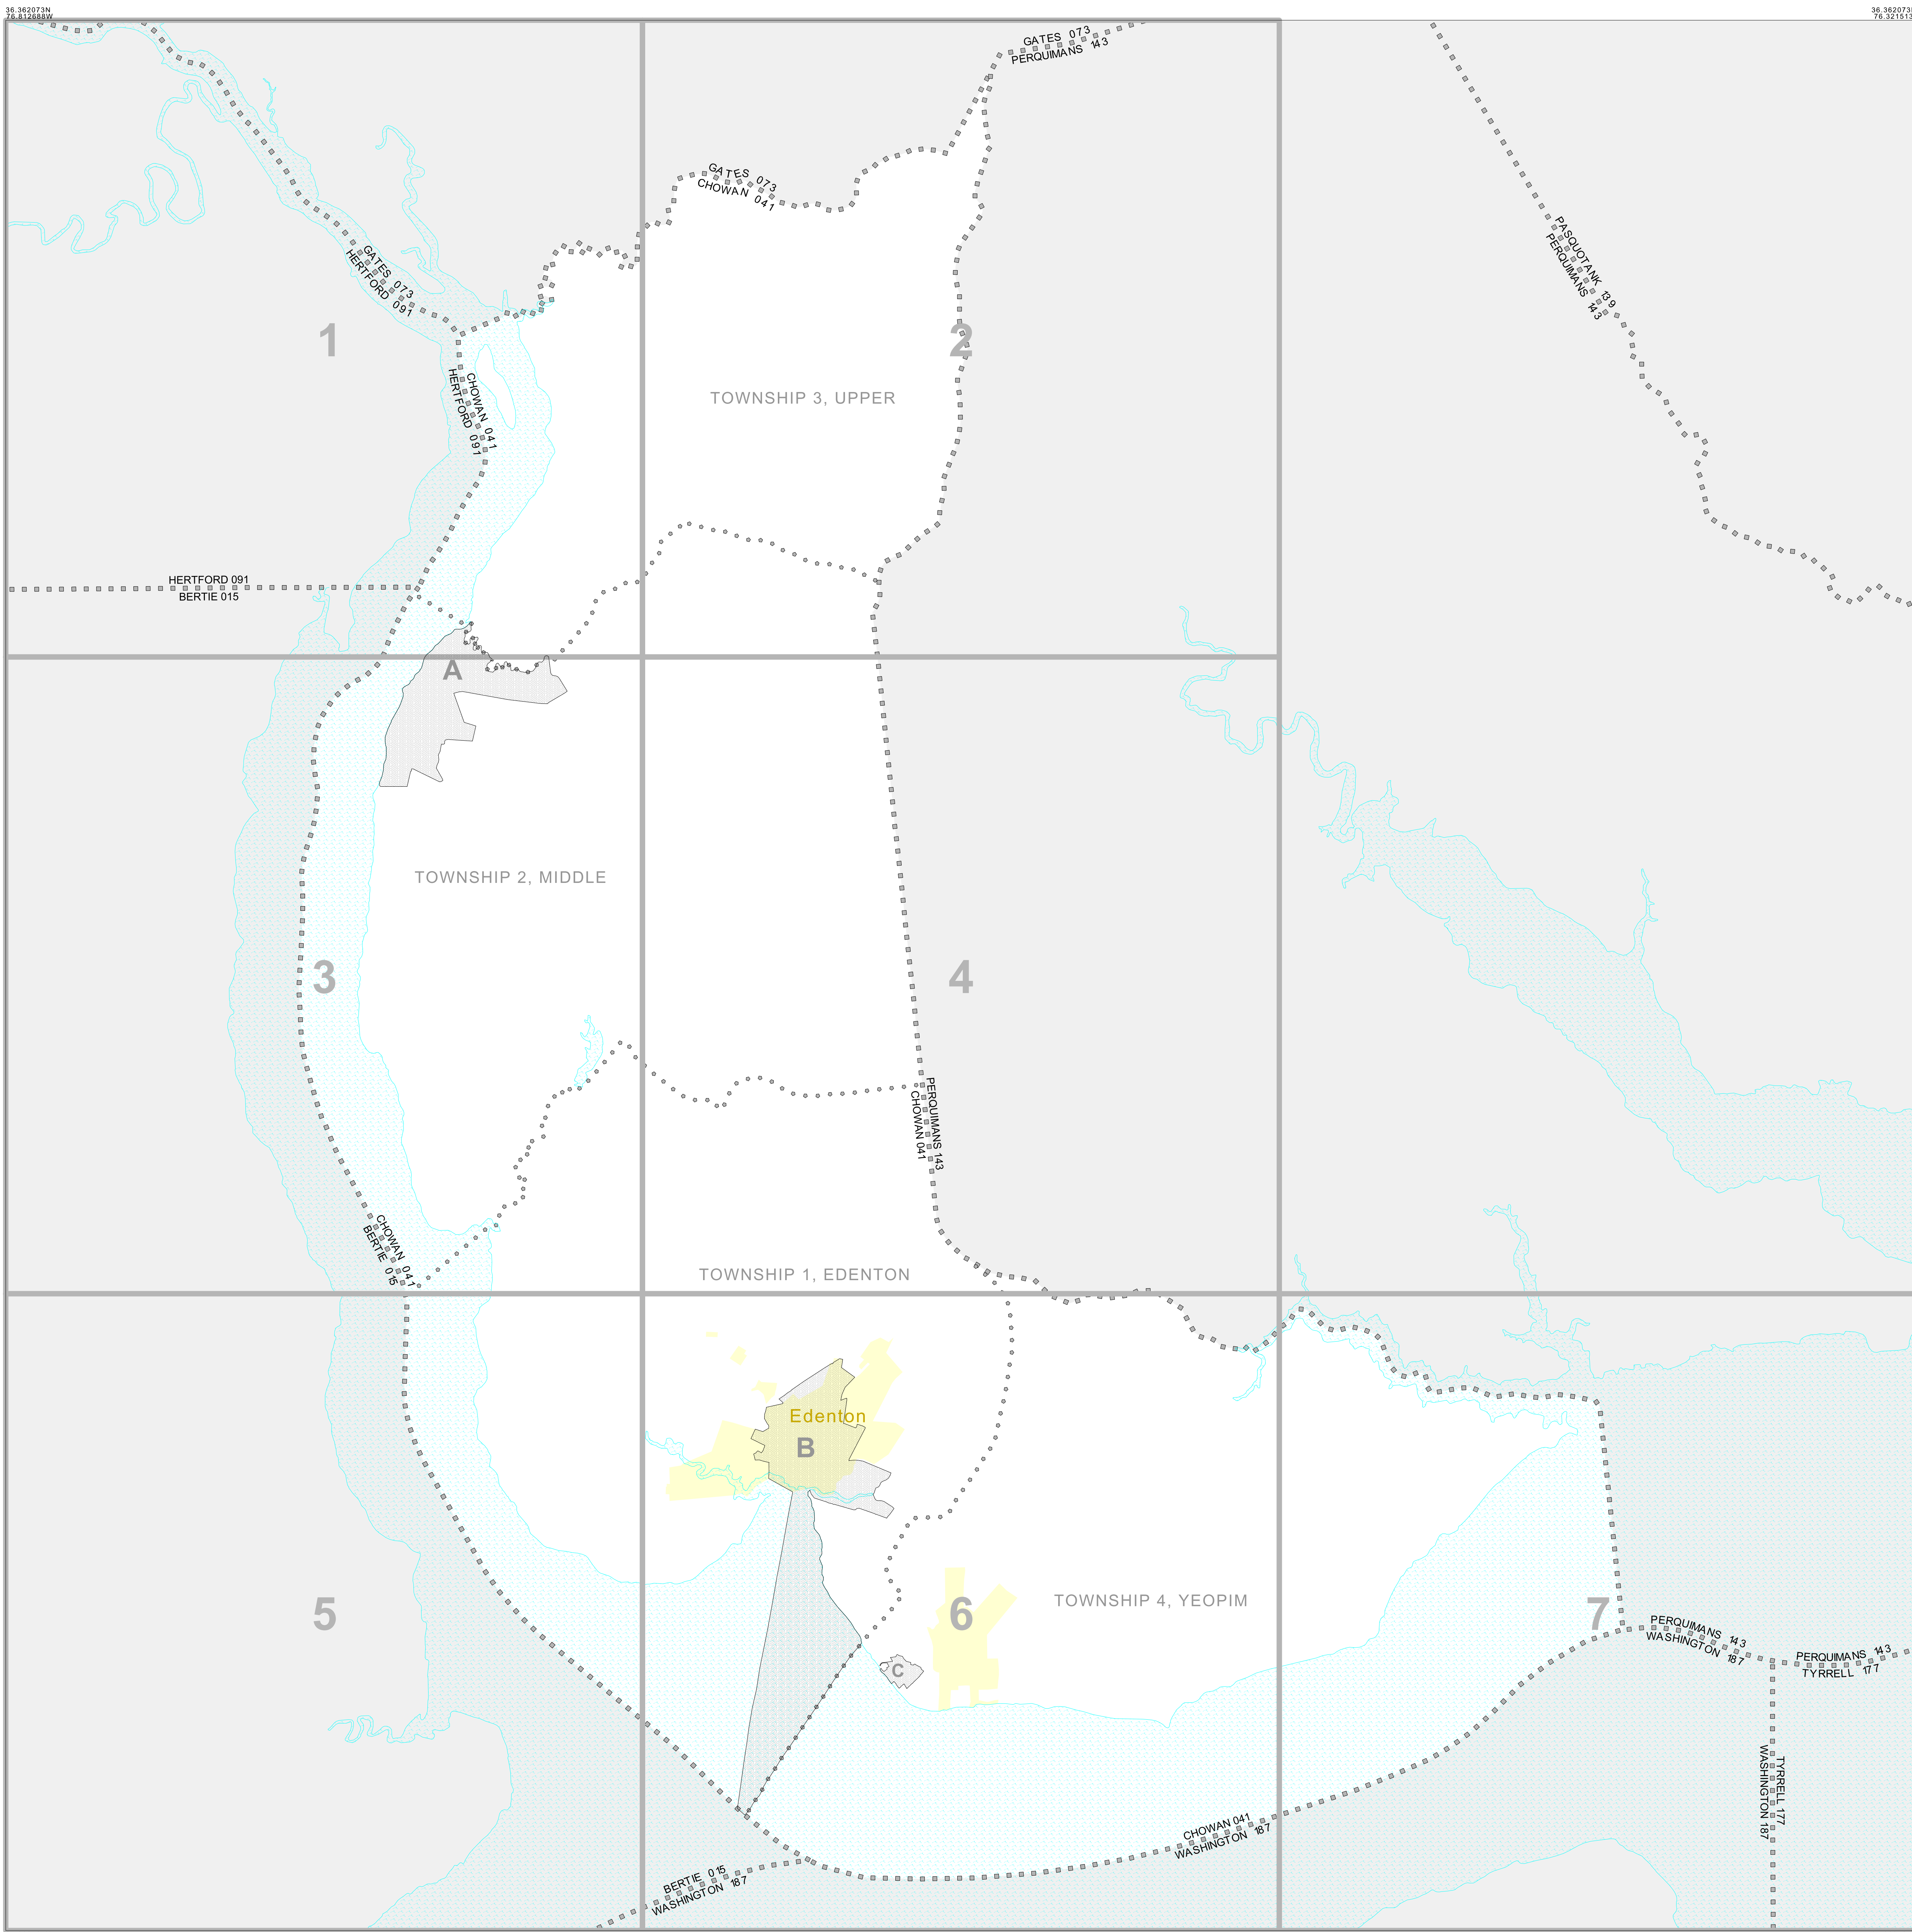 36.362073N
76.812688W
36.362073
76.321513
GATES 073
PERQUIMANS 143
GATES 073
CHOWAN 041
PASQUOTANK 139
PERQUIMANS 143
GATES 073
HERTFORD 091
1
2
CHOWAN 041
HERTFORD 091
TOWNSHIP 3, UPPER
HERTFORD 091
BERTIE 015
A
TOWNSHIP 2, MIDDLE
3
4
PERQUIMANS 143
CHOWAN 041
CHOWAN 041
BERTIE 015
TOWNSHIP 1, EDENTON
Edenton
B
5
6
TOWNSHIP 4, YEOPIM
7
PERQUIMANS 143
WASHINGTON 187
PERQUIMANS 143
TYRRELL 177
C
TYRRELL 177
WASHINGTON 187
CHOWAN 041
WASHINGTON 187
BERTIE 015
WASHINGTON 187